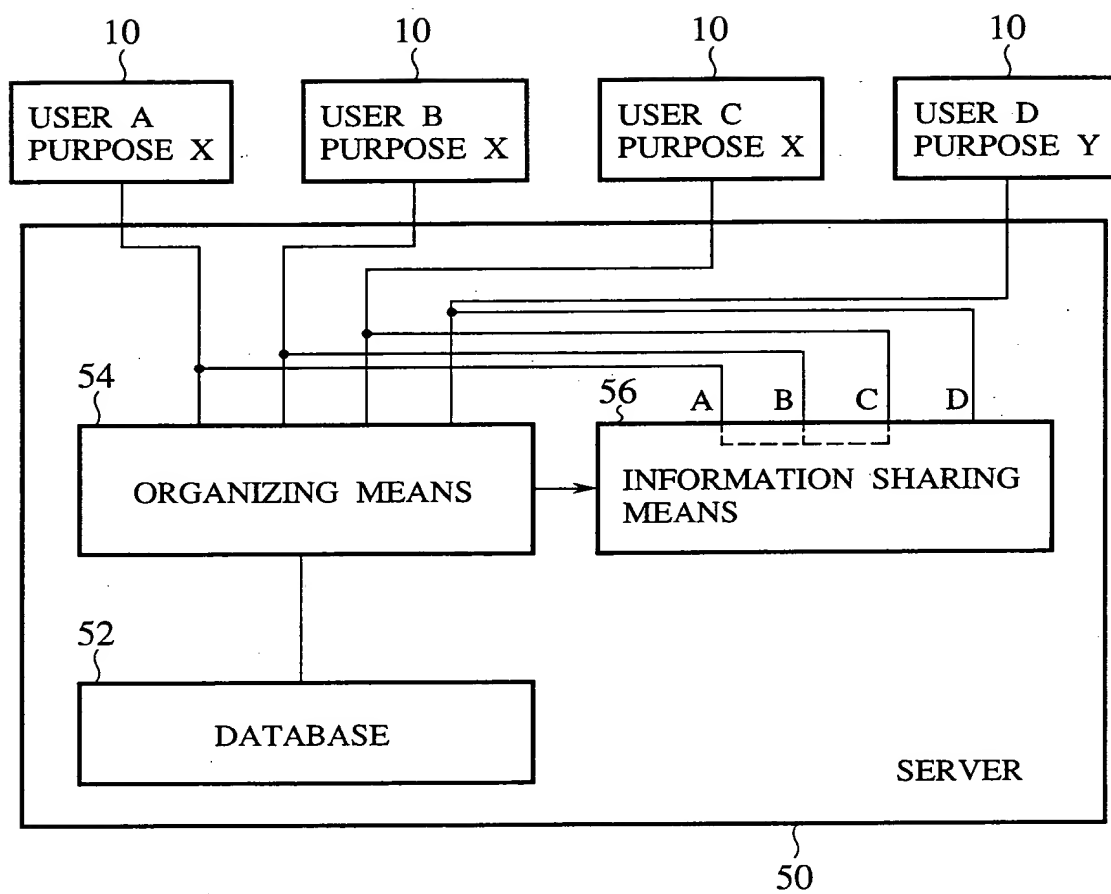 10 10 10 10
USER A
PURPOSE X
USER B
PURPOSE X
USER C
PURPOSE X
USER D
PURPOSE Y
54
56 A B C D
ORGANIZING MEANS
INFORMATION SHARING
MEANS
52
DATABASE
SERVER
50